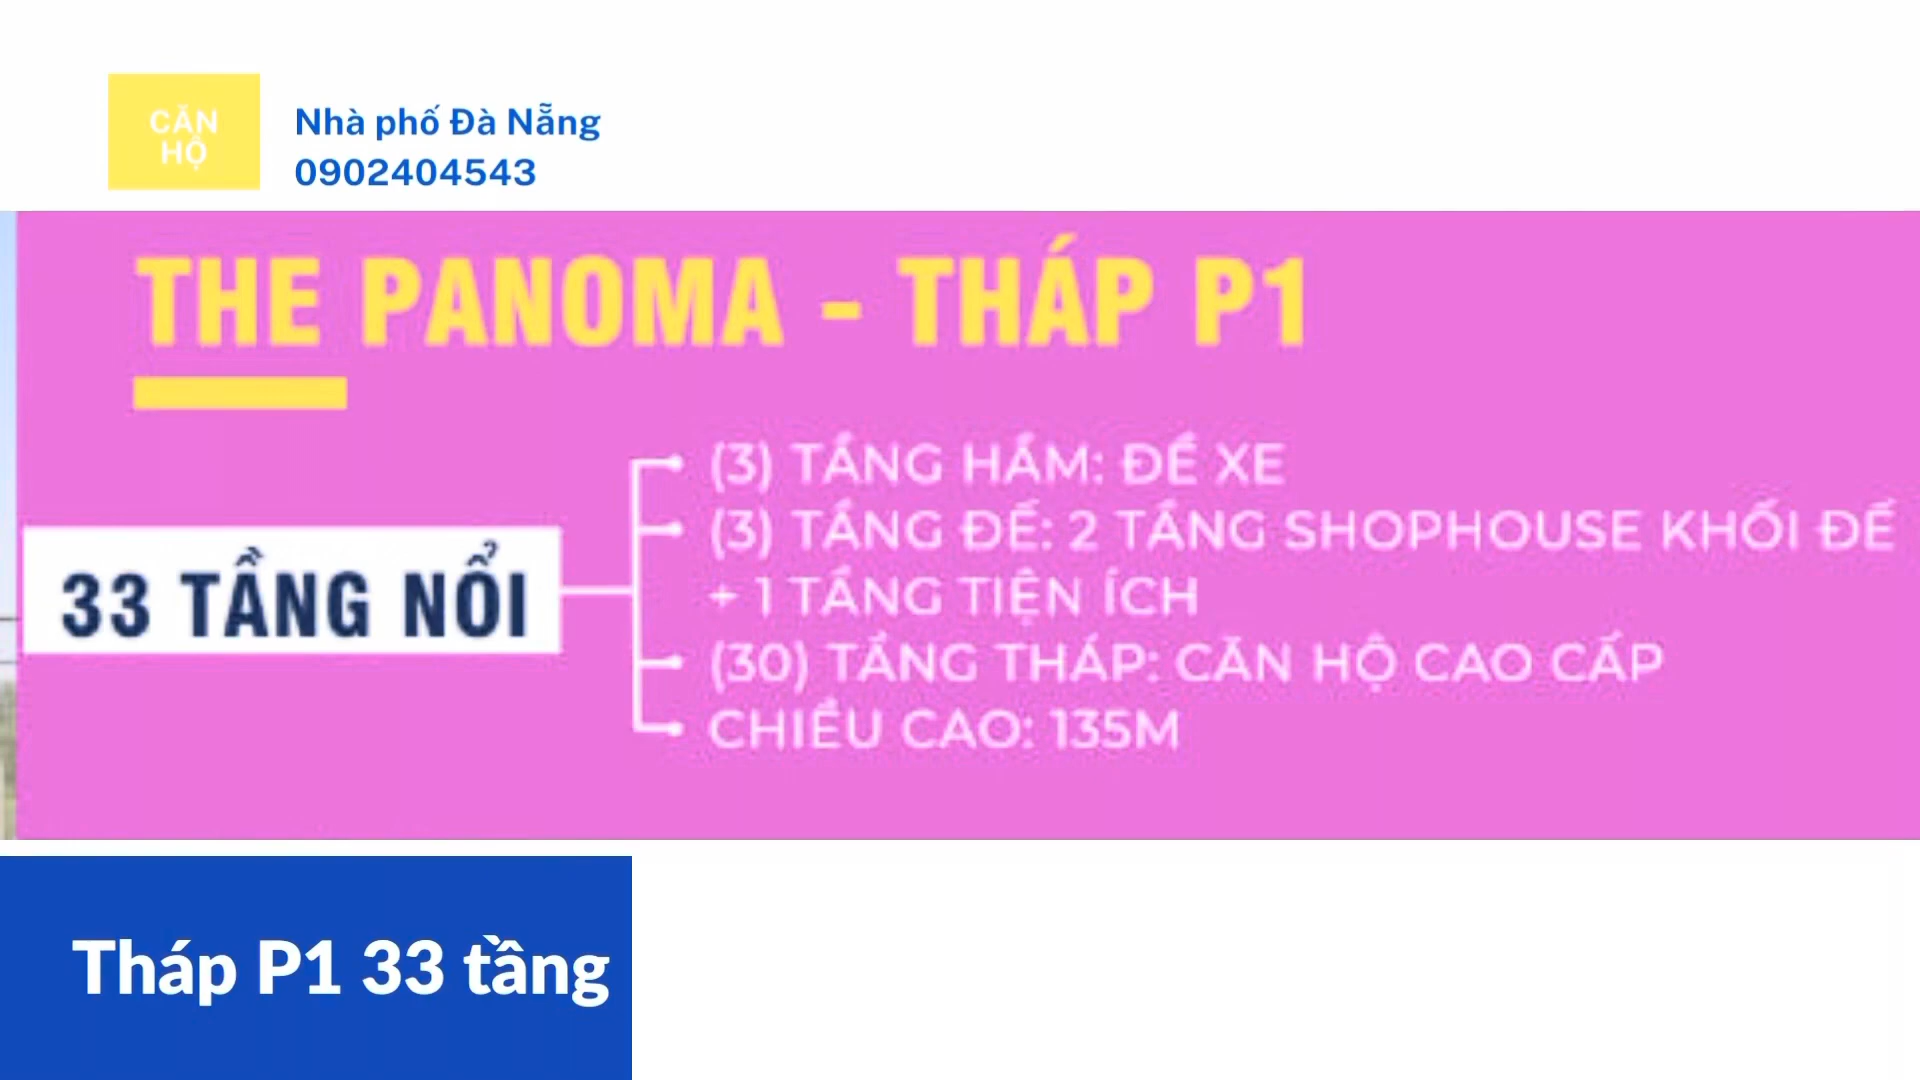 CĂN
HỘ
Nhà phố Đà Nẵng
0902404543
THE PANOMA - THÁP P1
33 TẦNG NỔI
(3) TẦNG HẦM: ĐỂ XE
(3) TẦNG ĐẾ: 2 TẦNG SHOPHOUSE KHỐI ĐẾ
+ 1 TẦNG TIỆN ÍCH
(30) TẦNG THÁP: CĂN HỘ CAO CẤP
CHIỀU CAO: 135M
Tháp P1 33 tầng